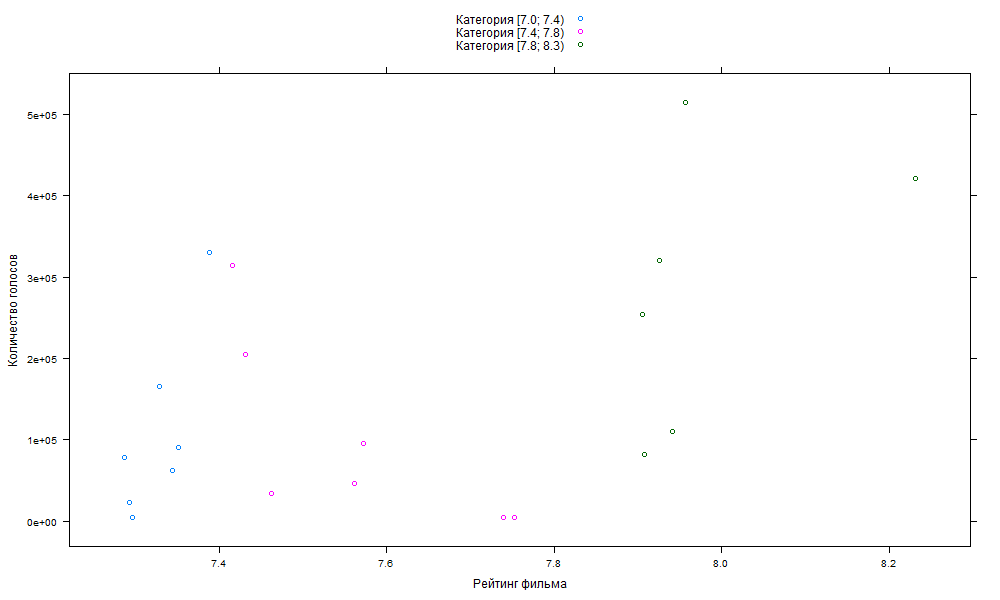 Категория [7.0; 7.4)
Категория [7.4; 7.8)
Категория [7.8; 8.3)
5e+05
4e+05
3e+05
2e+05
1e+05
0e+00
Количество голосов
7.4 7.6 7.8 8.0 8.2
Рейтинг фильма